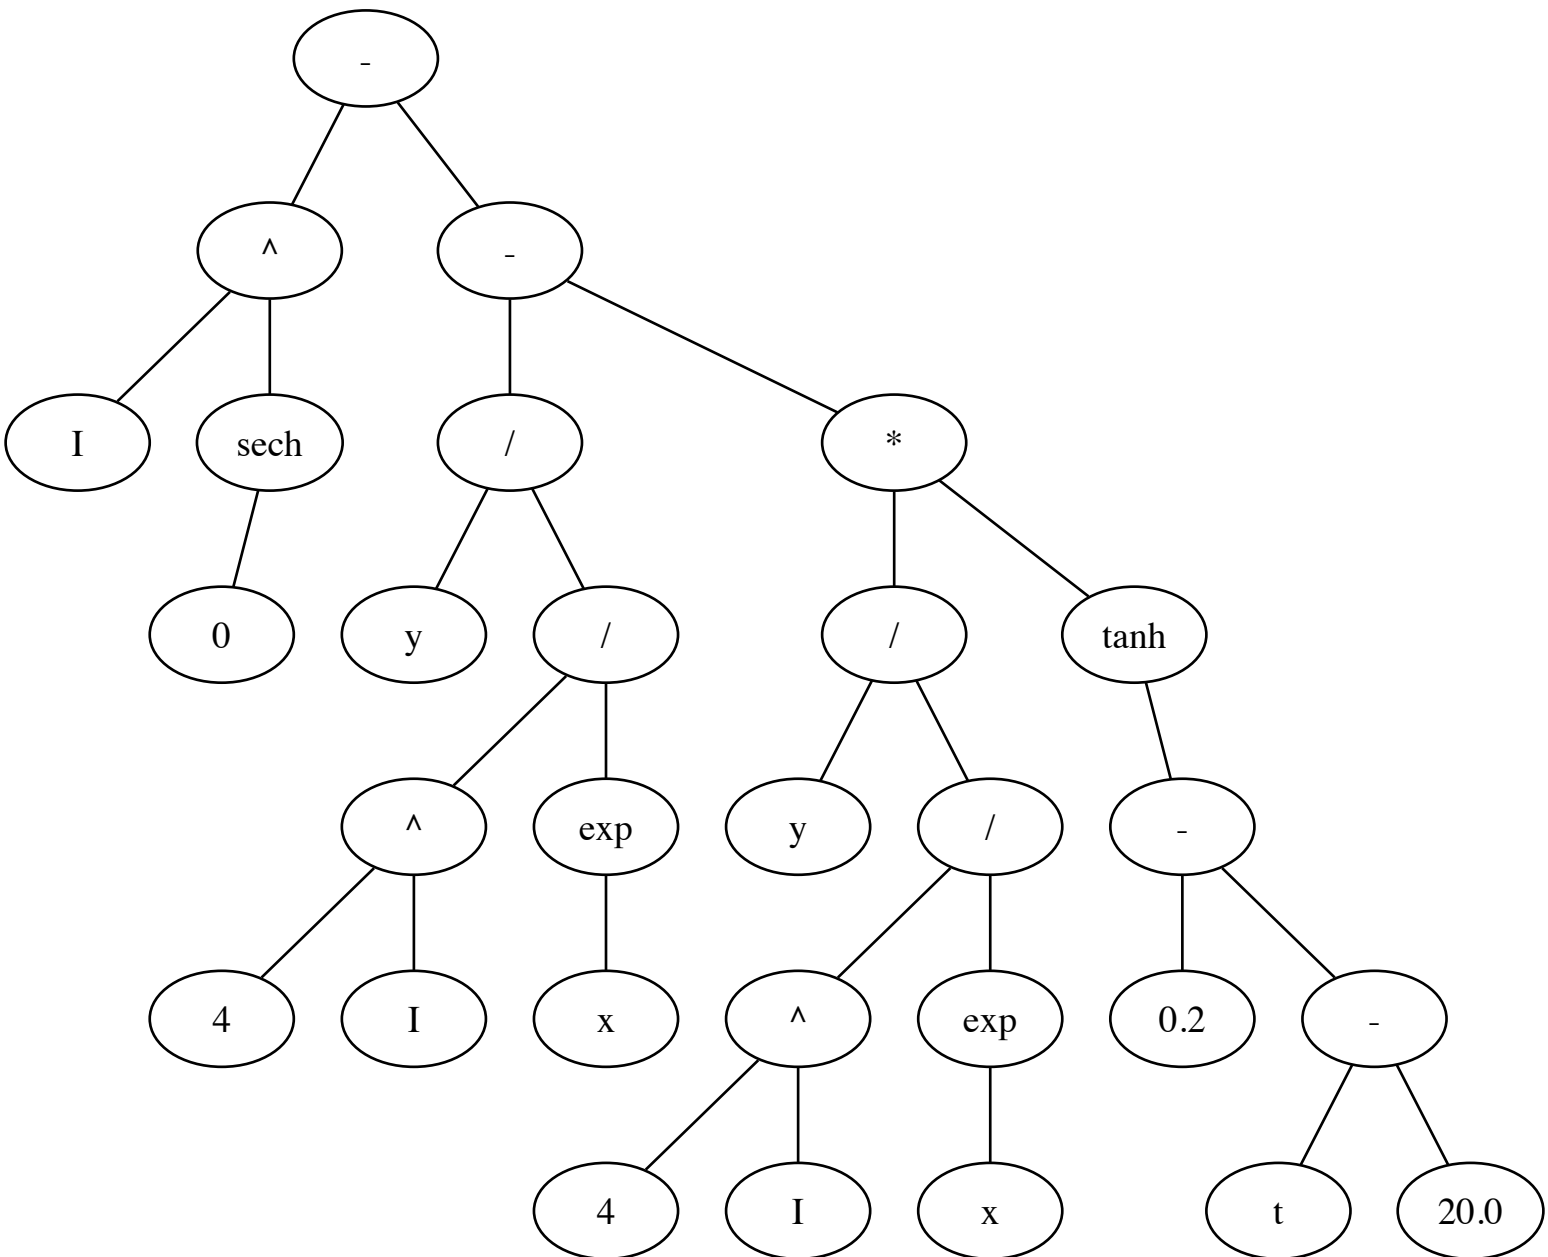 -
^ -
I sech / *
0 y / / tanh
^ exp y / -
4 I x ^ exp 0.2 -
4 I x t 20.0